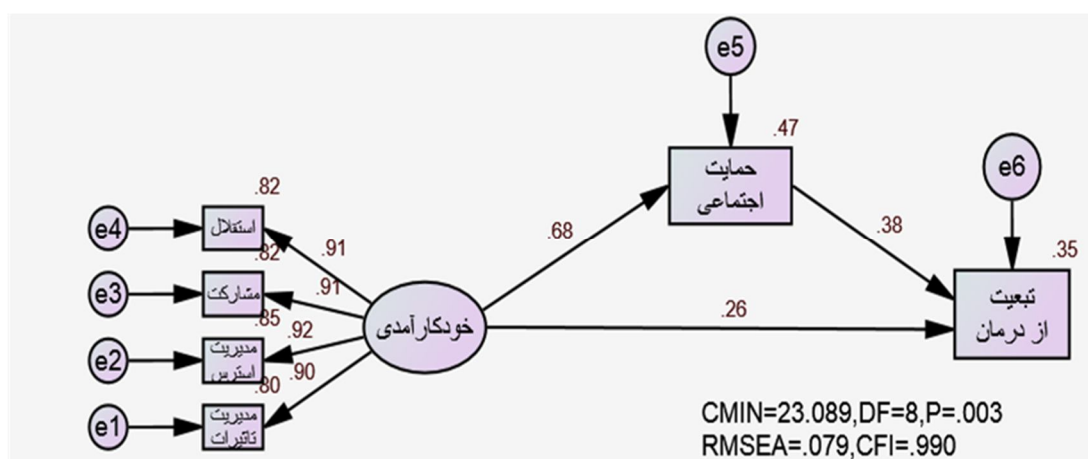 e5
.47
حمایت
اجتماعی
e6
.82
e4
استقلال
.91
.68
.38
.35
.82
e3
مشارکت
.91
تبعیت
از درمان
.85
خودکارآمدی
.26
e2
مدیریت
استرس
.92
.80
.90
e1
مدیریت
تاثیرات
CMIN=23.089,DF=8,P=.003
RMSEA=.079,CFI=.990